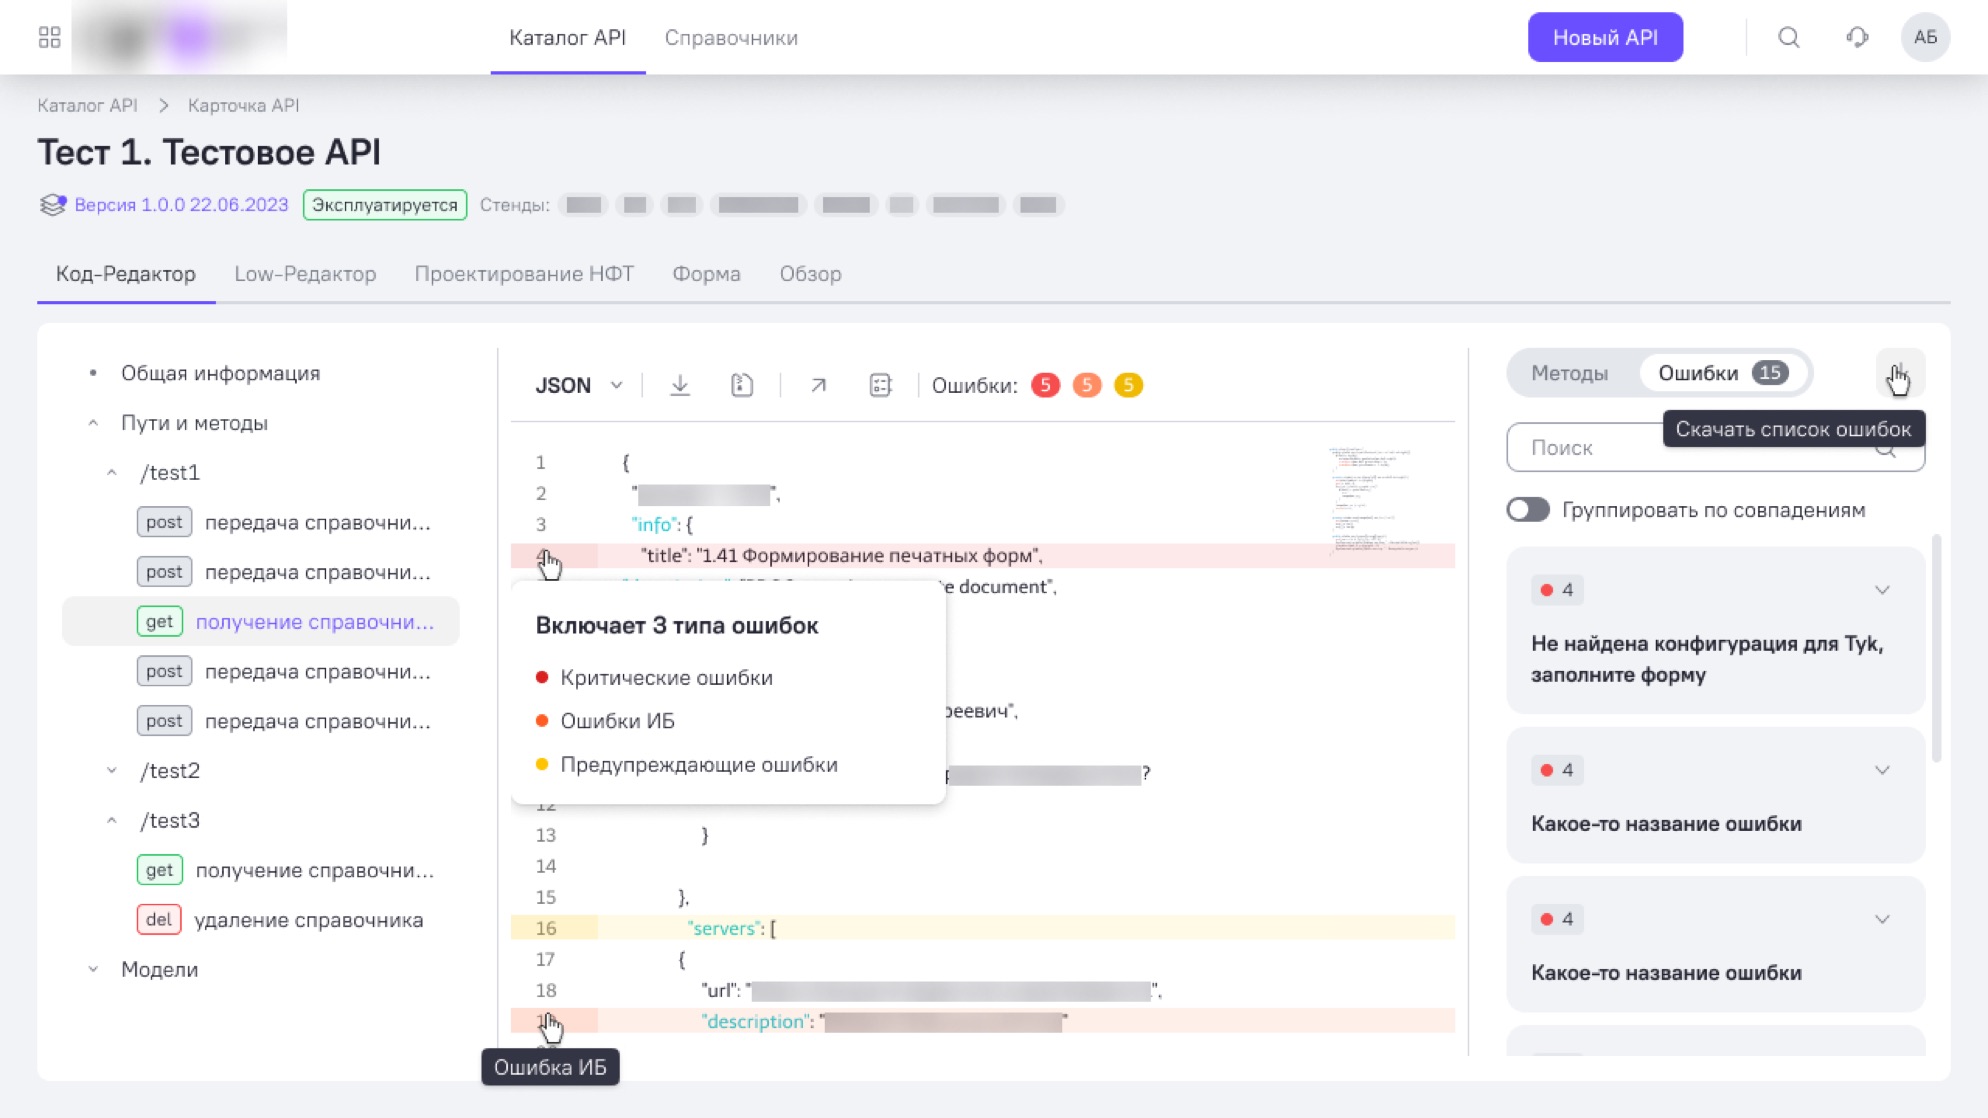 Каталог API
Справочники
Новый API
АБ
Каталог API
Карточка API
Тест 1. Тестовое API
Версия 1.0.0 22.06.2023
Эксплуатируется
Стенды:
Код-Редактор
Low-Редактор
Проектирование НФТ
Форма
Обзор
Общая информация
Пути и методы
/test1
post передача справочни...
post передача справочни...
get получение справочни...
post передача справочни...
post передача справочни...
/test2
/test3
get получение справочни...
del удаление справочника
Модели
JSON
Ошибки: 5 5 5
1 {
2 " ",
3 "info": {
"title": "1.41 Формирование печатных форм",
te document",
Включает 3 типа ошибок
Критические ошибки
Ошибки ИБ
Предупреждающие ошибки
реевич",
?
12
13 }
14
15 },
16 "servers": [
17 {
18 "url": " ",
"description": " "
Ошибка ИБ
Методы
Ошибки 15
Скачать список ошибок
Поиск
Группировать по совпадениям
4
Не найдена конфигурация для Tyk,
заполните форму
4
Какое-то название ошибки
4
Какое-то название ошибки